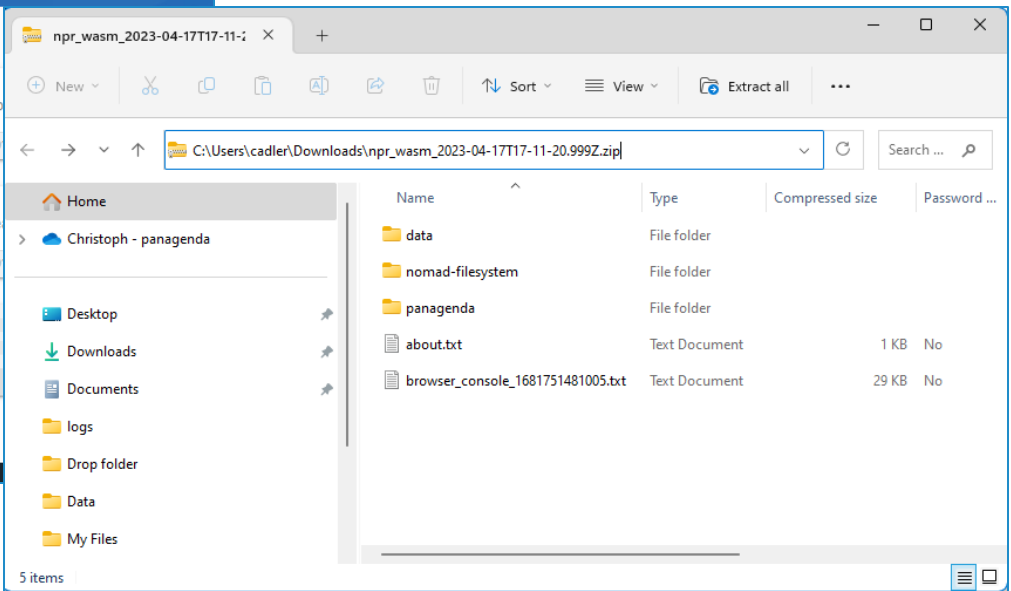 npr_wasm_2023-04-17T17-11-2
New Sort View Extract all
C:\Users\cadler\Downloads\npr_wasm_2023-04-17T17-11-20.999Z.zip Search ...
Home
Christoph - panagenda
Desktop
Downloads
Documents
logs
Drop folder
Data
My Files
Name Type Compressed size Password ...
data File folder
nomad-filesystem File folder
panagenda File folder
about.txt Text Document 1 KB No
browser_console_1681751481005.txt Text Document 29 KB No
5 items